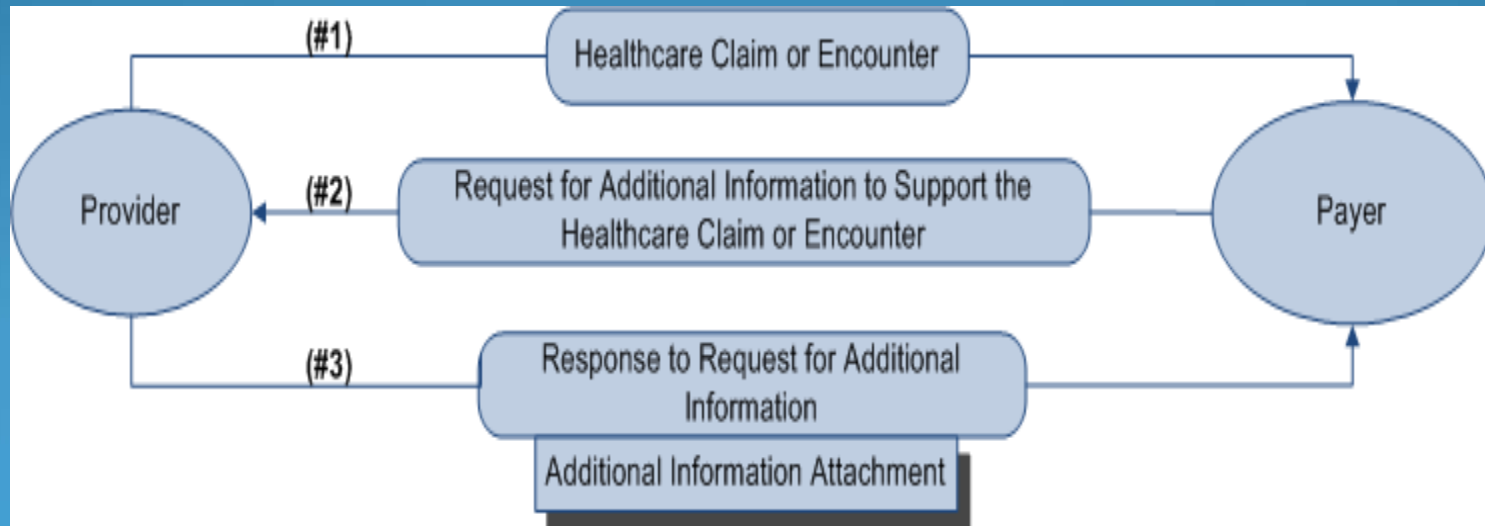 (#1)
Healthcare Claim or Encounter
Provider
(#2)
Request for Additional Information to Support the
Healthcare Claim or Encounter
Payer
(#3)
Response to Request for Additional
Information
Additional Information Attachment